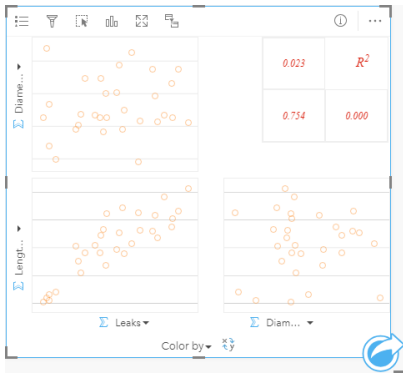 Diame...
0.023 R²
0.754 0.000
Lengt...
Σ Leaks
Σ Diam...
Color by
x y